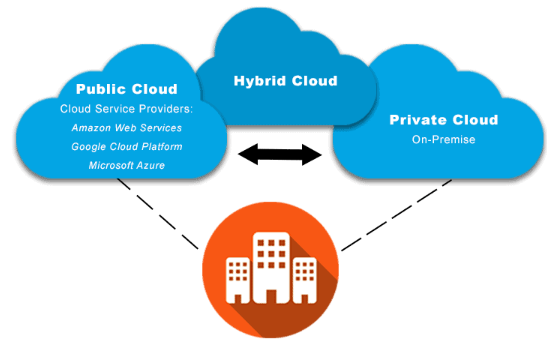 Public Cloud
Cloud Service Providers:
Amazon Web Services
Google Cloud Platform
Microsoft Azure
Hybrid Cloud
Private Cloud
On-Premise